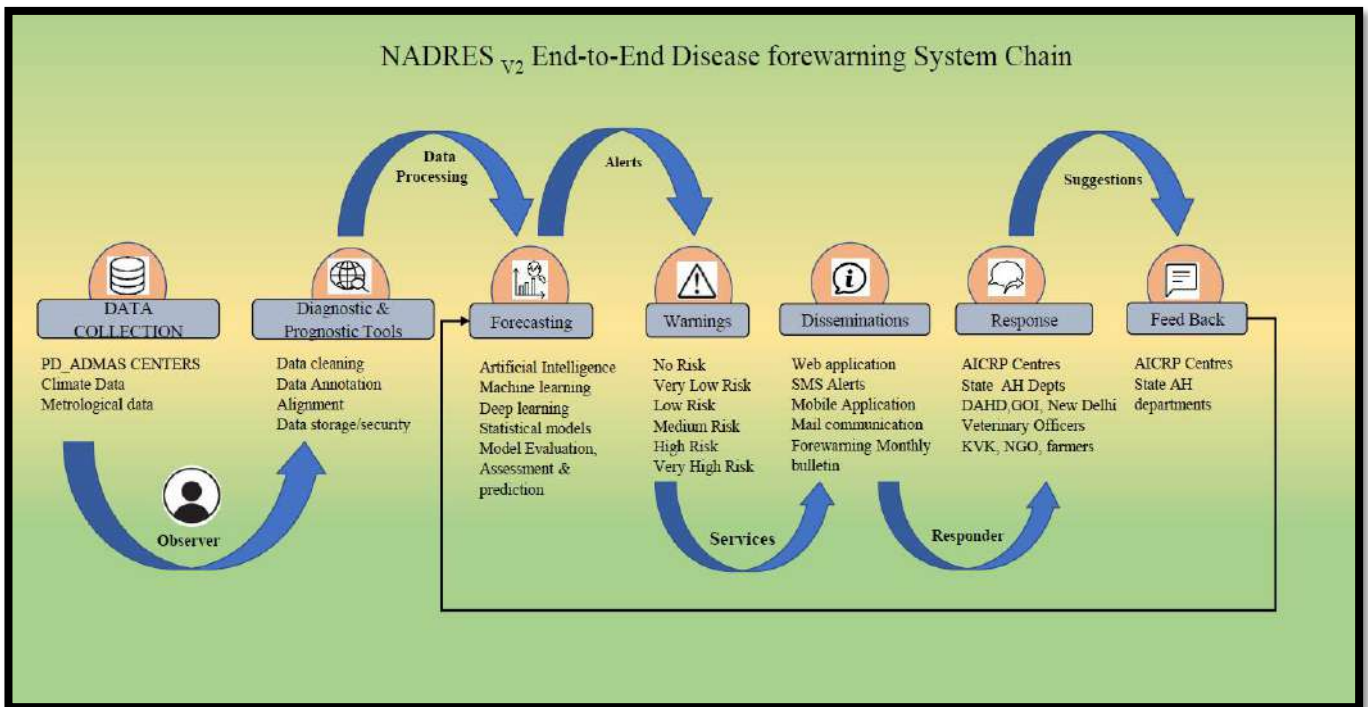 NADRES V2 End-to-End Disease forewarning System Chain
Data
Processing
Alerts
Suggestions
DATA
COLLECTION
PD_ADMAS CENTERS
Climate Data
Metrological data
Observer
Diagnostic &
Prognostic Tools
Data cleaning
Data Annotation
Alignment
Data storage/security
Forecasting
Artificial Intelligence
Machine learning
Deep learning
Statistical models
Model Evaluation,
Assessment &
prediction
Warnings
No Risk
Very Low Risk
Low Risk
Medium Risk
High Risk
Very High Risk
Services
Disseminations
Web application
SMS Alerts
Mobile Application
Mail communication
Forewarning Monthly
bulletin
Responder
Response
AICRP Centres
State AH Depts
DAHD,GOI, New Delhi
Veterinary Officers
KVK, NGO, farmers
Feed Back
AICRP Centres
State AH
departments